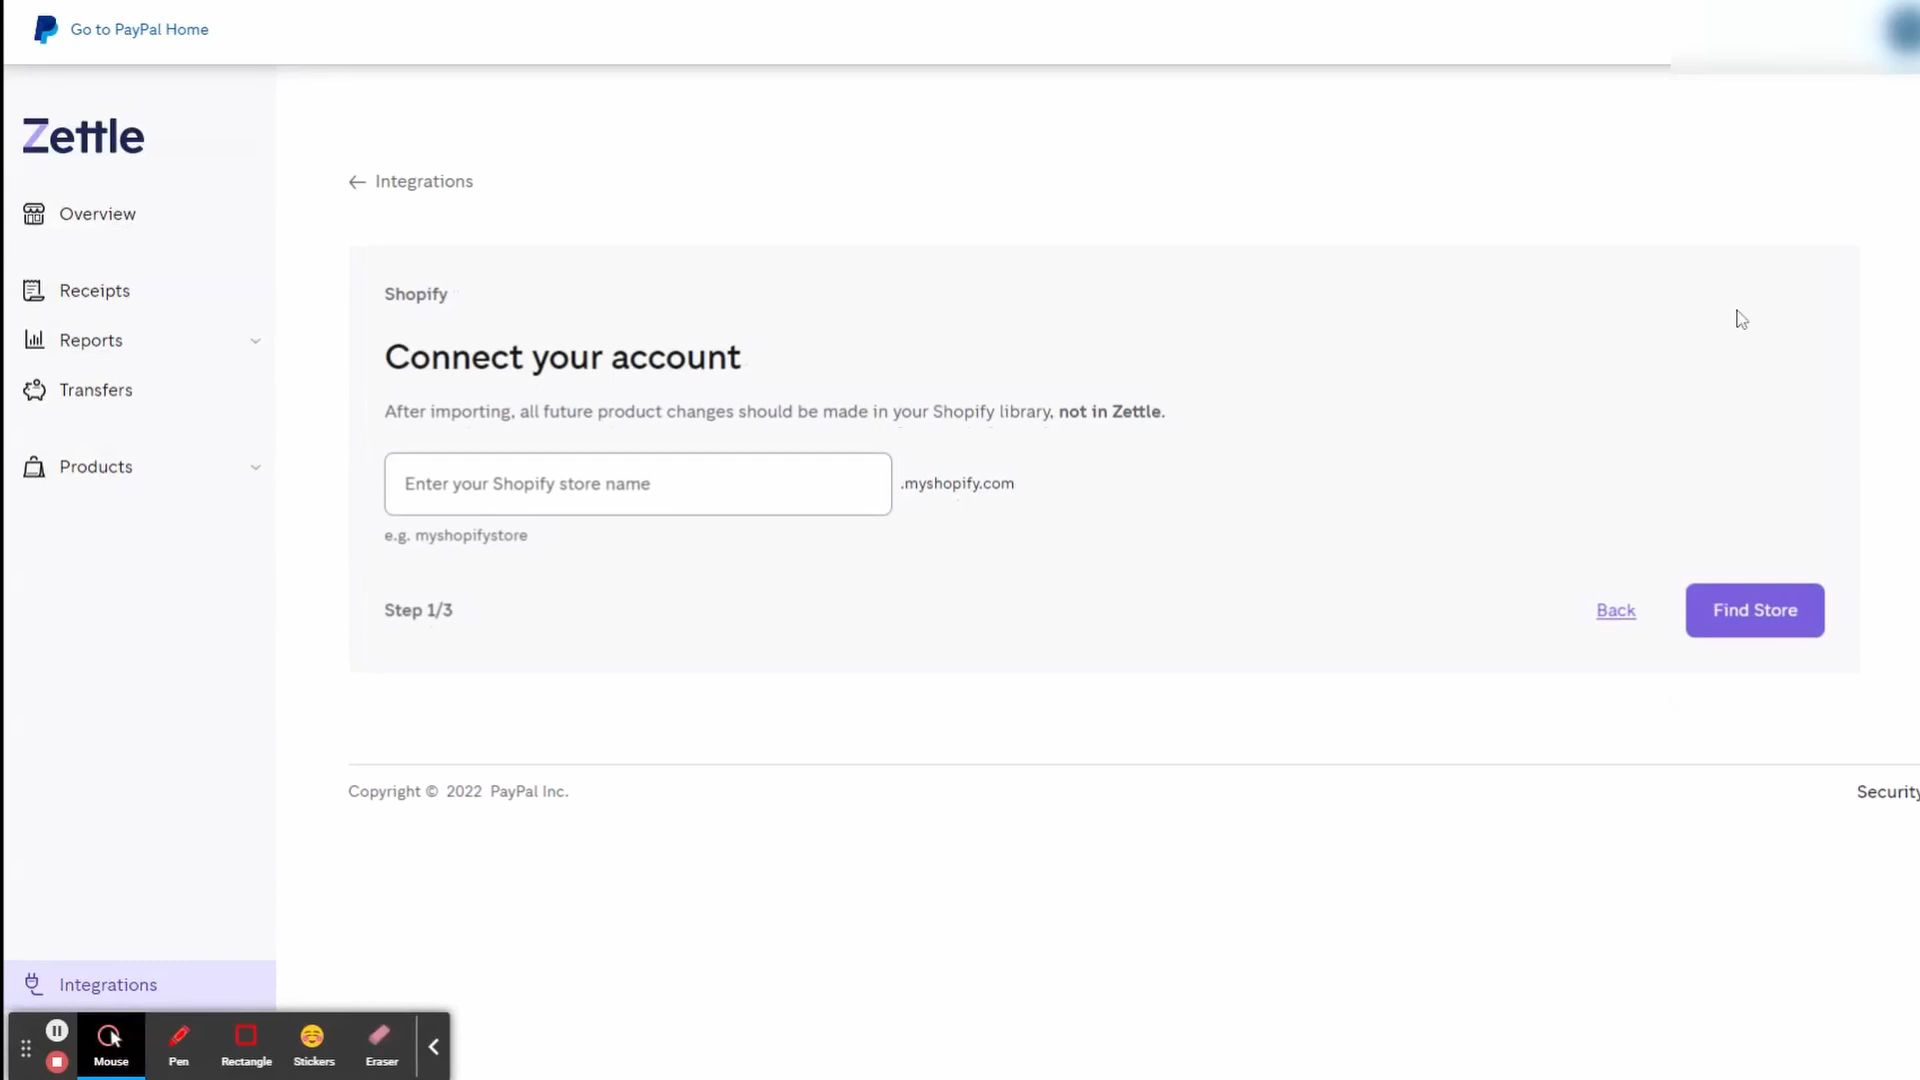 Go to PayPal Home
Zettle
Overview
Receipts
Reports
Transfers
Products
Integrations
Integrations
Shopify
Connect your account
After importing, all future product changes should be made in your Shopify library, not in Zettle.
Enter your Shopify store name
.myshopify.com
e.g. myshopifystore
Step 1/3
Back
Find Store
Copyright © 2022 PayPal Inc.
Security
Mouse
Pen
Rectangle
Stickers
Eraser